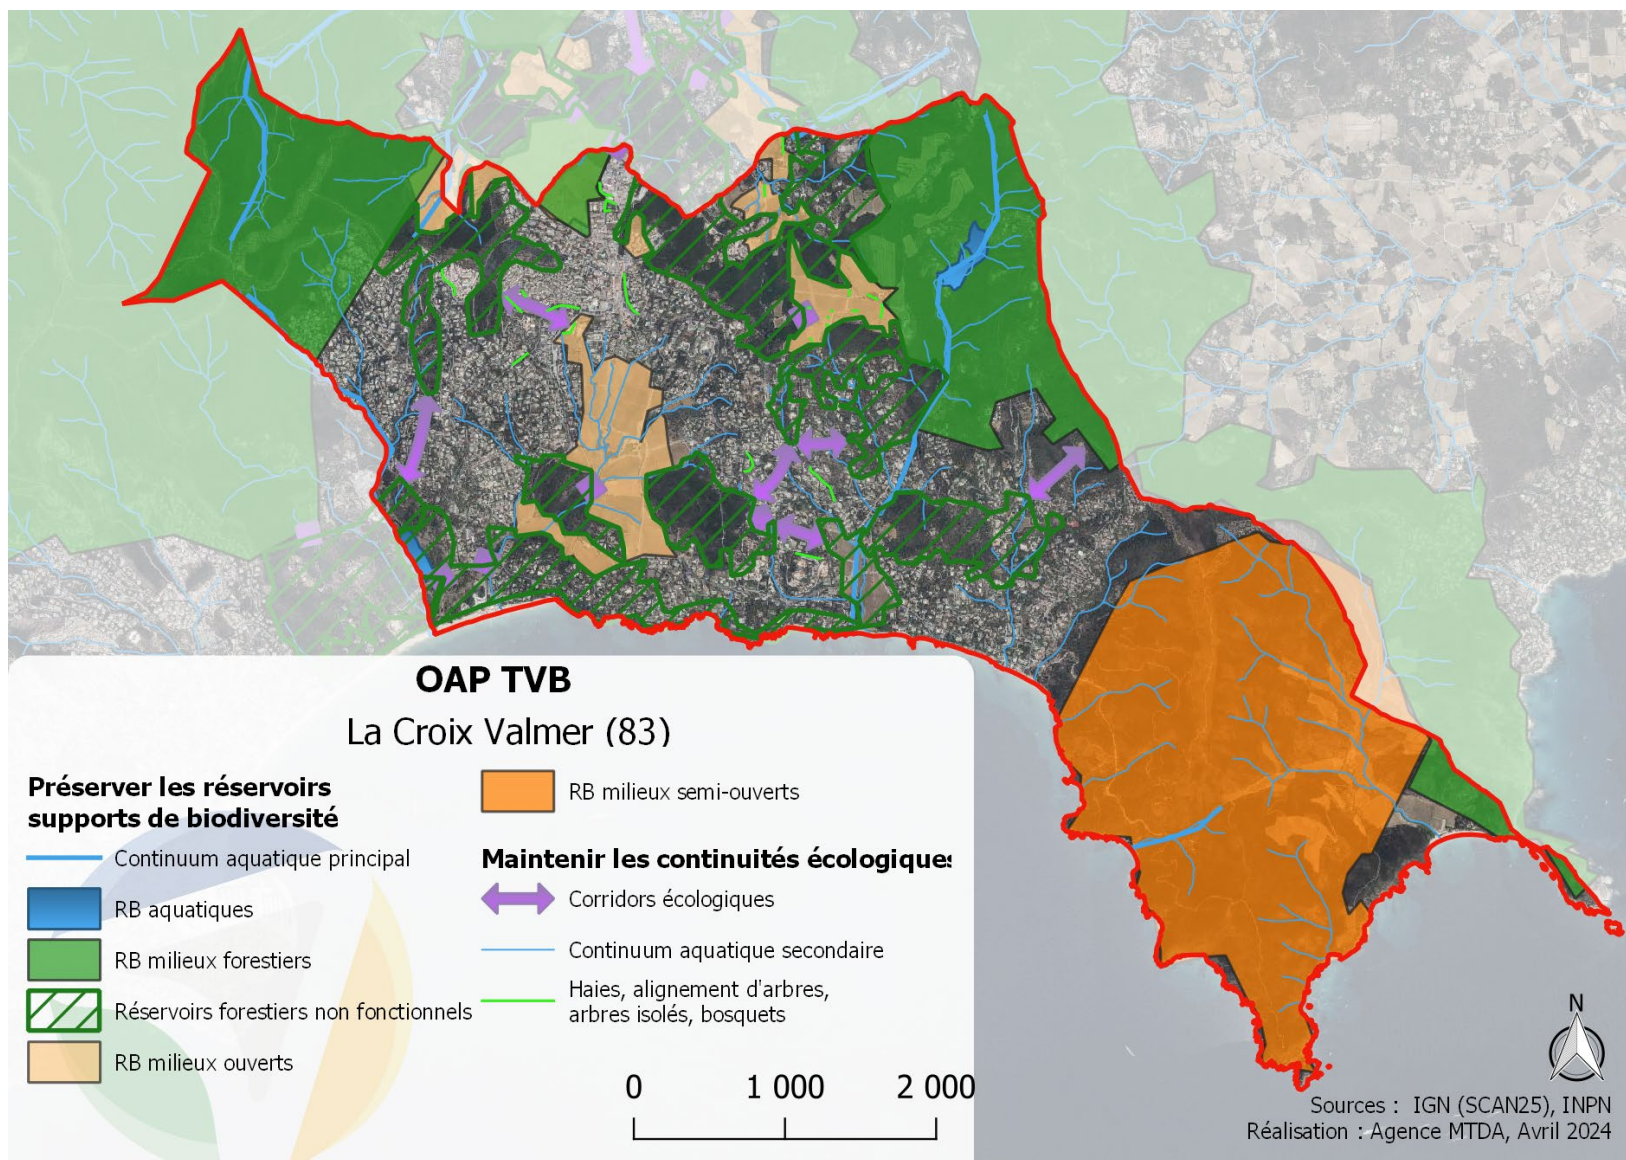 OAP TVB
La Croix Valmer (83)
Préserver les réservoirs
supports de biodiversité
Continuum aquatique principal
RB aquatiques
RB milieux forestiers
Réservoirs forestiers non fonctionnels
RB milieux ouverts
RB milieux semi-ouverts
Maintenir les continuités écologiques
Corridors écologiques
Continuum aquatique secondaire
Haies, alignement d'arbres,
arbres isolés, bosquets
0 1 000 2 000
N
Sources : IGN (SCAN25), INPN
Réalisation : Agence MTDA, Avril 2024